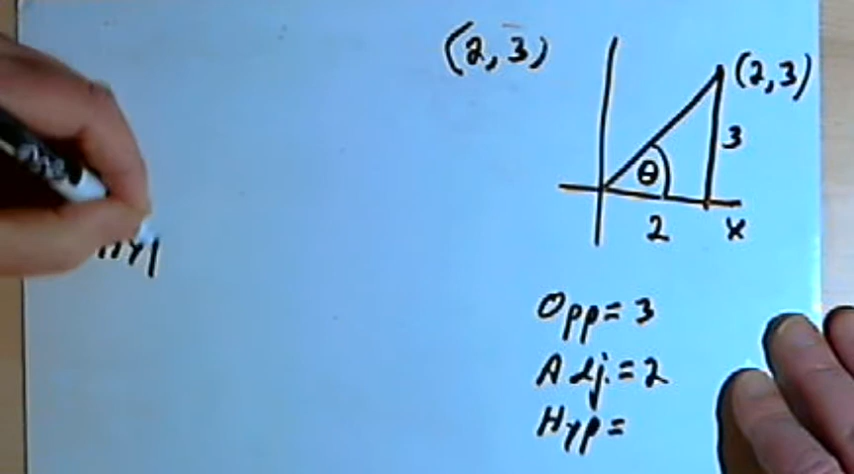 (2, 3)
(2, 3)
3
θ
2
x
Opp = 3
Adj. = 2
Hyp =